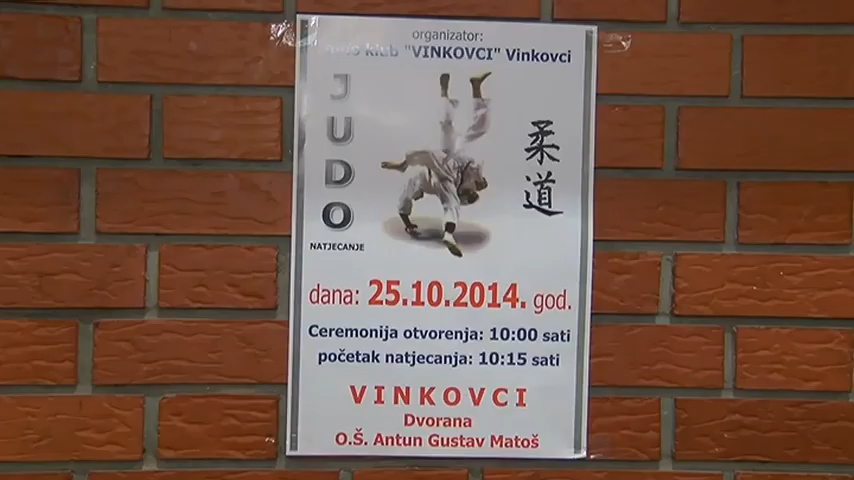 organizator:
klub "VINKOVCI" Vinkovci
JUDO
NATJECANJE
柔道
dana: 25.10.2014. god.
Ceremonija otvorenja: 10:00 sati
početak natjecanja: 10:15 sati
VINKOVCI
Dvorana
O.Š. Antun Gustav Matoš